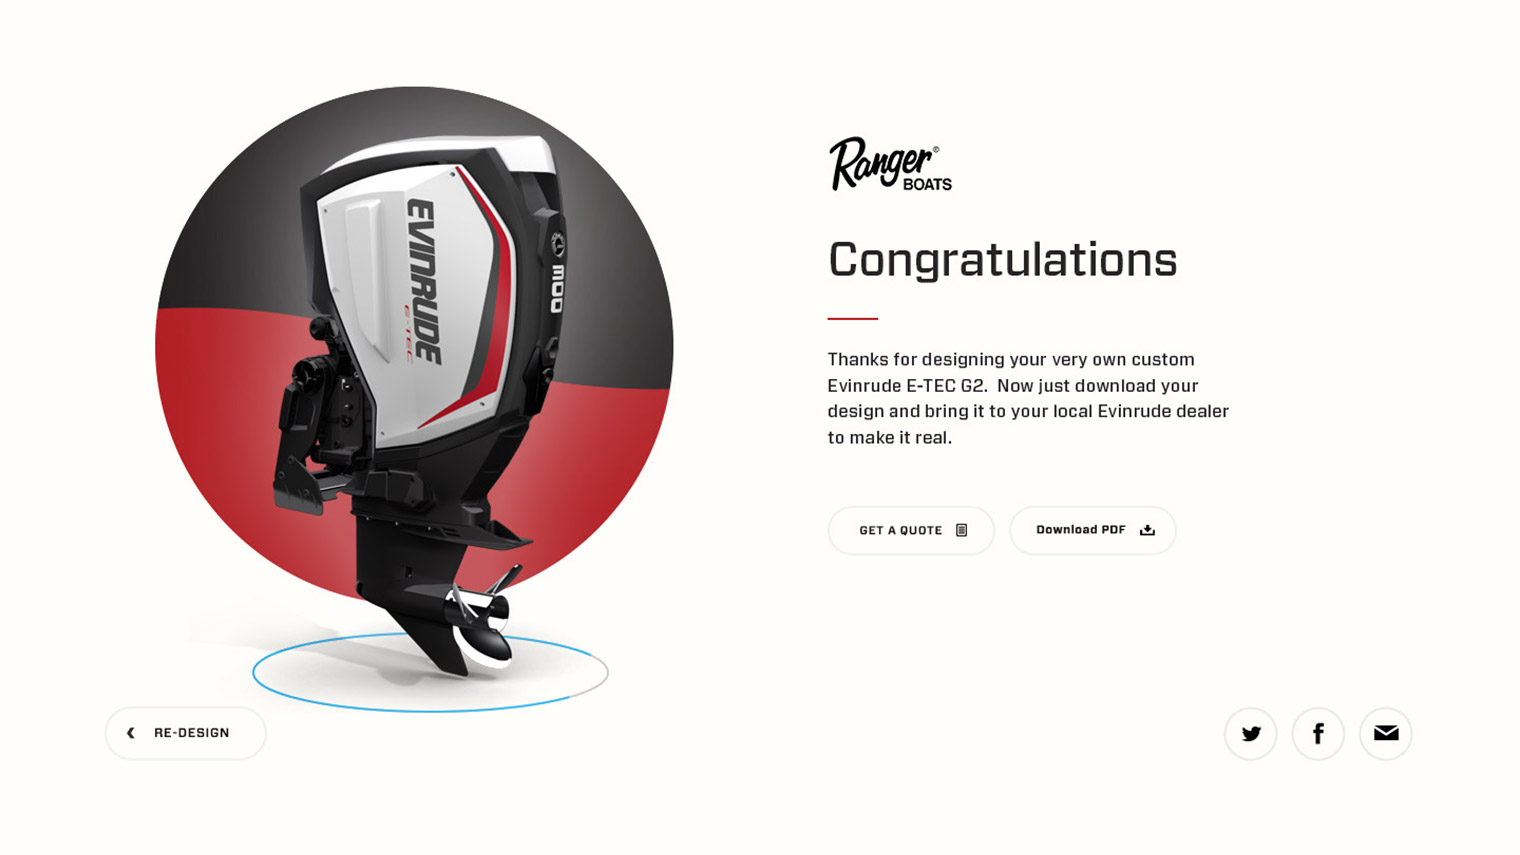 EVINRUDE
E-TEC
300
Ranger®
BOATS
Congratulations
Thanks for designing your very own custom
Evinrude E-TEC G2.  Now just download your
design and bring it to your local Evinrude dealer
to make it real.
GET A QUOTE
Download PDF
RE-DESIGN